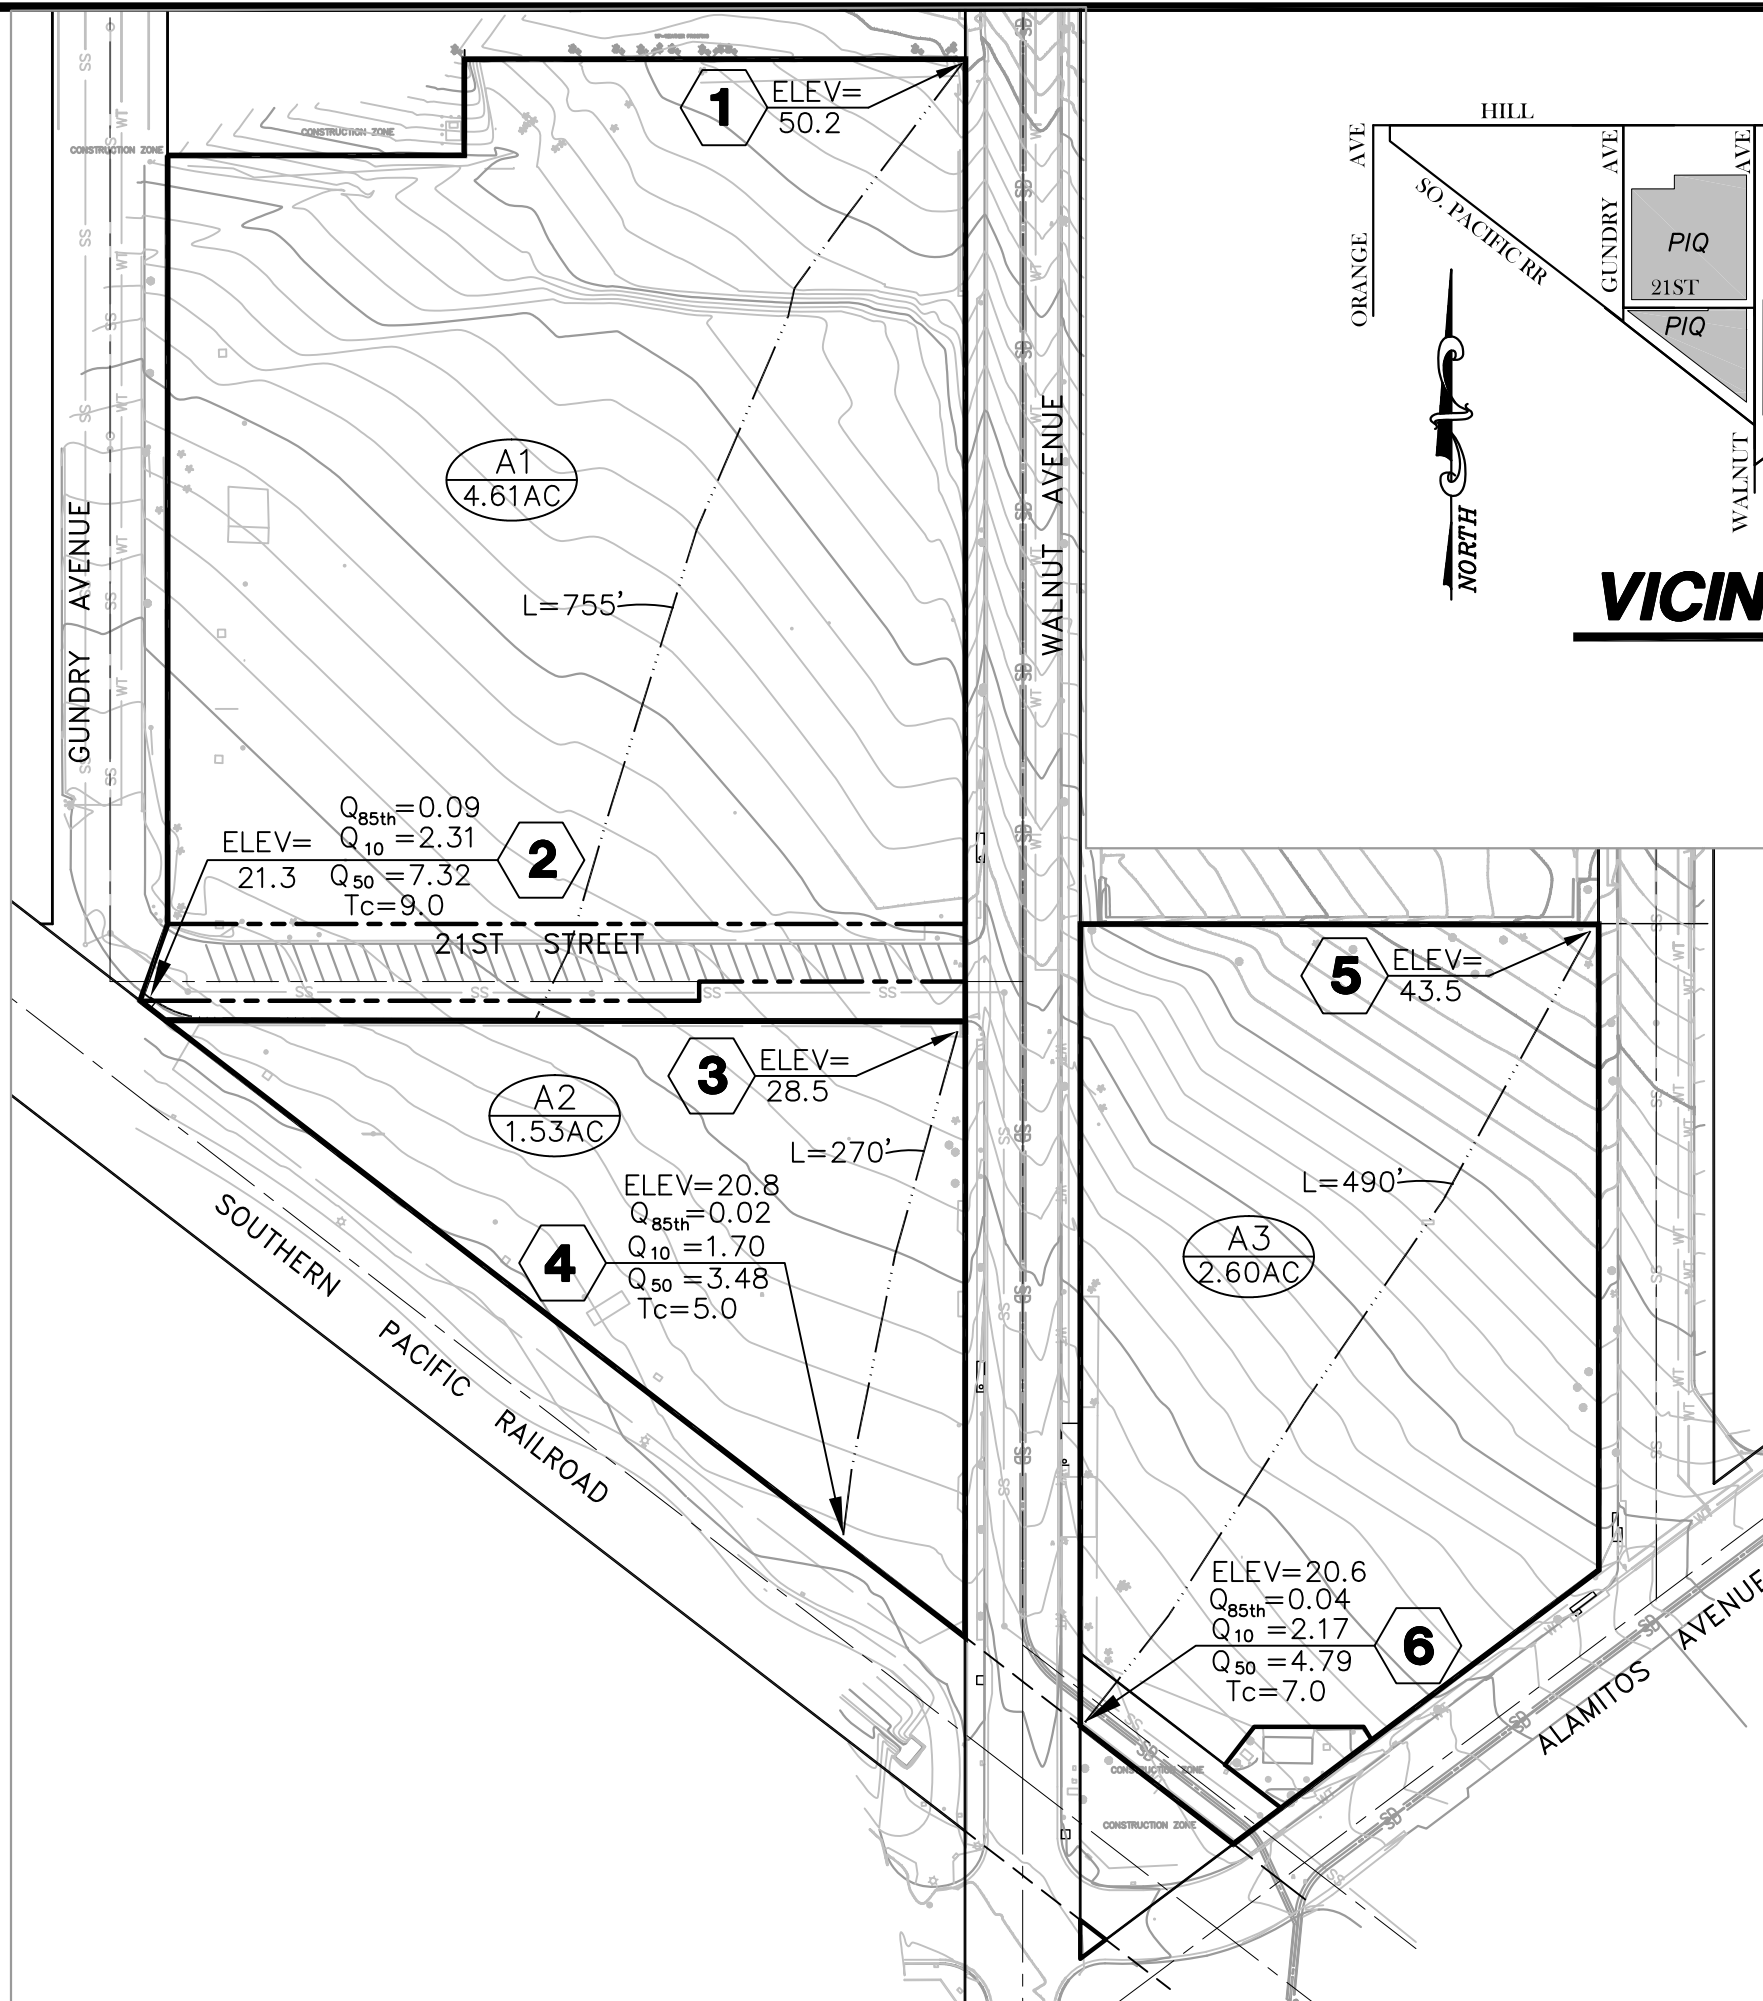 1
ELEV=
50.2
HILL
ORANGE AVE
SO. PACIFIC RR
GUNDRY AVE
AVE
PIQ
21ST
PIQ
WALNUT
NORTH
VICIN
CONSTRUCTION ZONE
CONSTRUCTION ZONE
A1
4.61AC
L=755'
GUNDRY AVENUE
WALNUT AVENUE
Q85th=0.09
Q10 =2.31
ELEV=
21.3
Q50 =7.32
Tc=9.0
2
21ST STREET
3
ELEV=
28.5
A2
1.53AC
L=270'
ELEV=20.8
Q85th=0.02
Q10 =1.70
Q50 =3.48
Tc=5.0
4
5
ELEV=
43.5
L=490'
A3
2.60AC
SOUTHERN PACIFIC RAILROAD
ELEV=20.6
Q85th=0.04
Q10 =2.17
Q50 =4.79
Tc=7.0
6
ALAMITOS AVENUE
CONSTRUCTION ZONE
CONSTRUCTION ZONE
SS
WT
SD